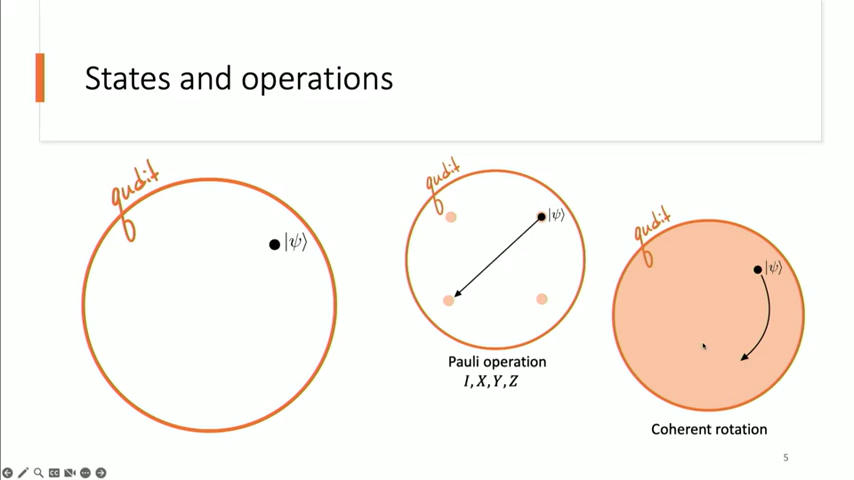 States and operations
qudit
|ψ⟩
qudit
|ψ⟩
Pauli operation
I, X, Y, Z
qudit
|ψ⟩
Coherent rotation
5